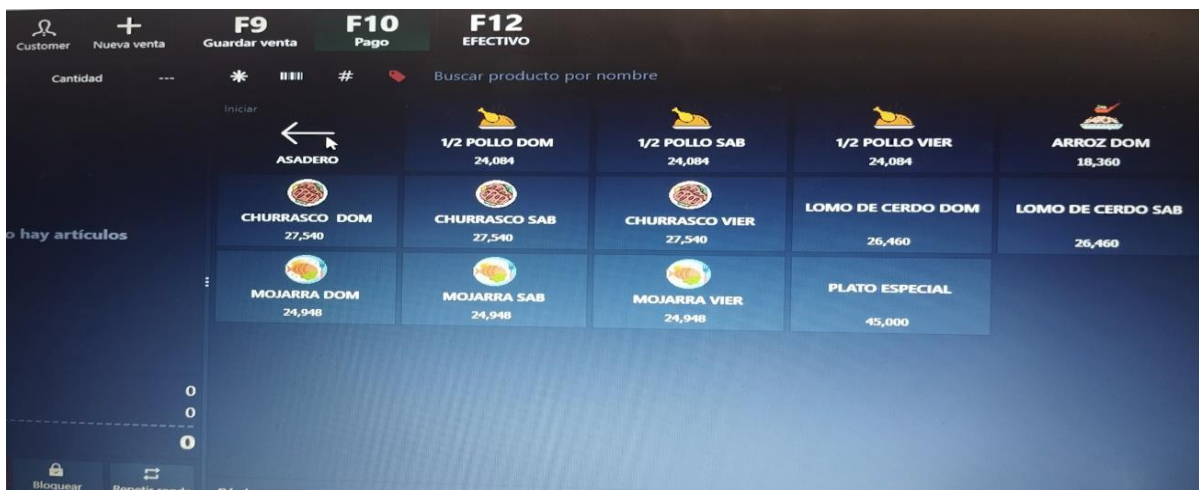 F9
F10
F12
Customer
Nueva venta
Guardar venta
Pago
EFECTIVO
Cantidad
---
#
Buscar producto por nombre
Iniciar
ASADERO
1/2 POLLO DOM
24,084
1/2 POLLO SAB
24,084
1/2 POLLO VIER
24,084
ARROZ DOM
18,360
CHURRASCO DOM
27,540
CHURRASCO SAB
27,540
CHURRASCO VIER
27,540
LOMO DE CERDO DOM
26,460
LOMO DE CERDO SAB
26,460
o hay artículos
MOJARRA DOM
24,948
MOJARRA SAB
24,948
MOJARRA VIER
24,948
PLATO ESPECIAL
45,000
0
0
0
Bloquear